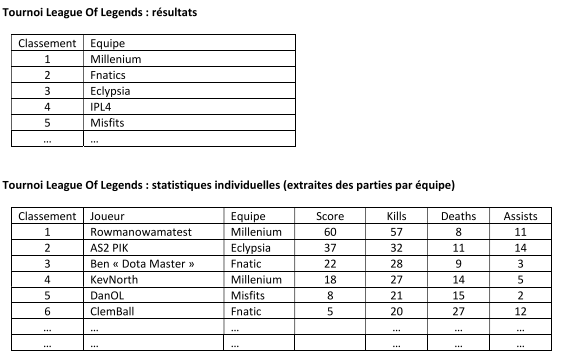 Tournoi League Of Legends : résultats
Classement Equipe
1 Millenium
2 Fnatics
3 Eclypsia
4 IPL4
5 Misfits
... ...
Tournoi League Of Legends : statistiques individuelles (extraites des parties par équipe)
Classement Joueur Equipe Score Kills Deaths Assists
1 Rowmanowamatest Millenium 60 57 8 11
2 AS2 PIK Eclypsia 37 32 11 14
3 Ben « Dota Master » Fnatic 22 28 9 3
4 KevNorth Millenium 18 27 14 5
5 DanOL Misfits 8 21 15 2
6 ClemBall Fnatic 5 20 27 12
... ... ... ... ... ...
... ... ... ... ... ...